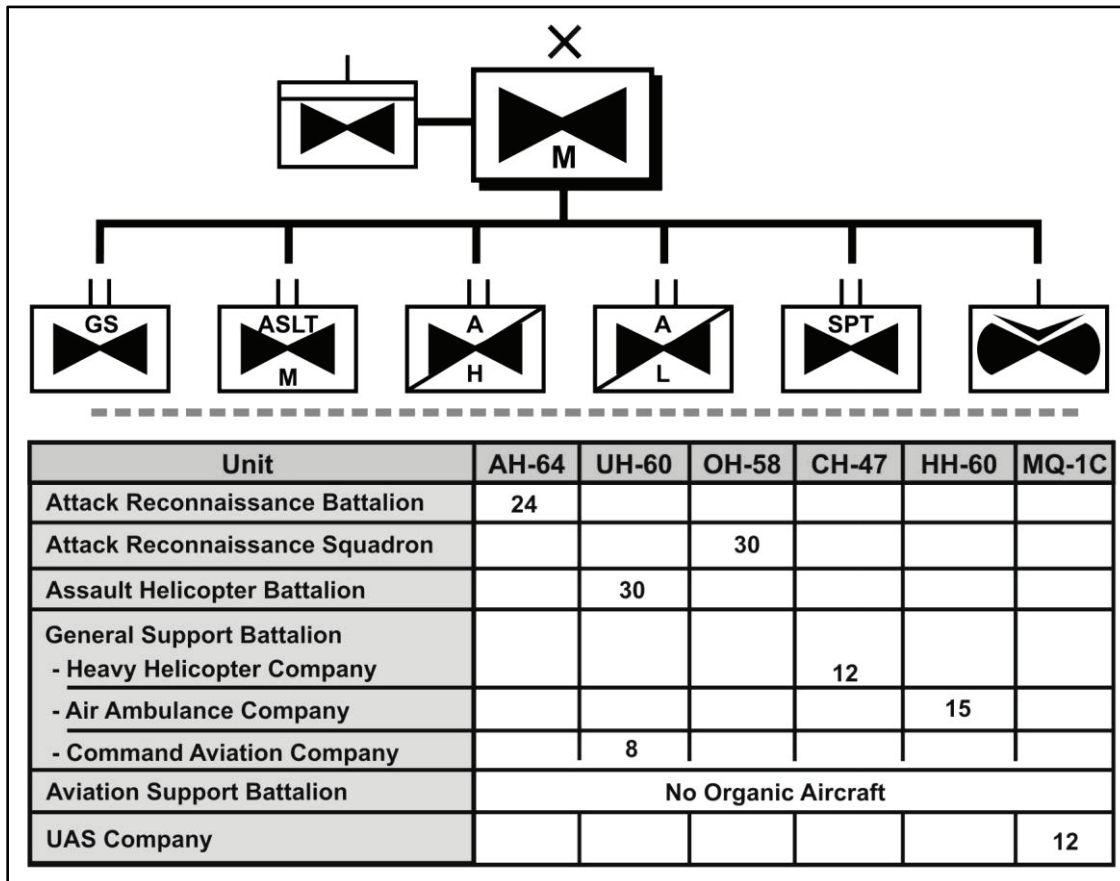 M
GS
ASLT
M
A
H
A
L
SPT
Unit AH-64 UH-60 OH-58 CH-47 HH-60 MQ-1C
Attack Reconnaissance Battalion 24
Attack Reconnaissance Squadron 30
Assault Helicopter Battalion 30
General Support Battalion
- Heavy Helicopter Company 12
- Air Ambulance Company 15
- Command Aviation Company 8
Aviation Support Battalion No Organic Aircraft
UAS Company 12